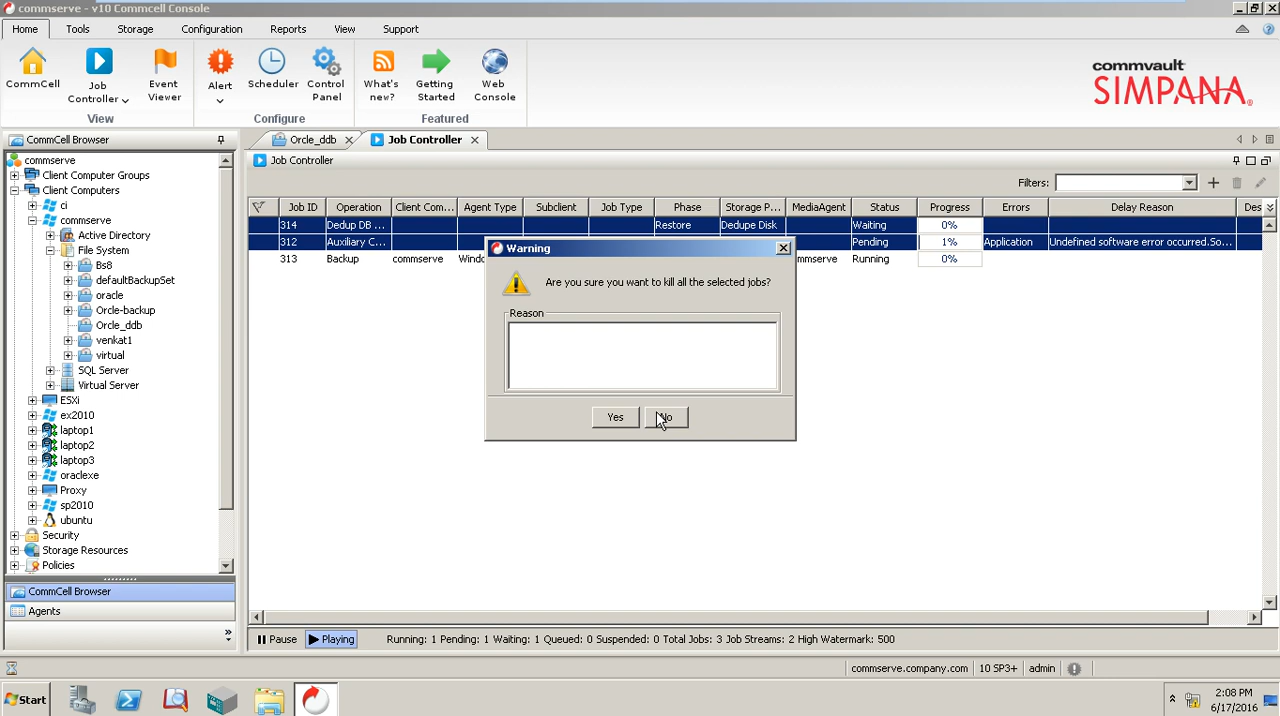 commserve - v10 Commcell Console
Home Tools Storage Configuration Reports View Support
CommCell Job Controller Event Viewer Alert Scheduler Control Panel What's new? Getting Started Web Console
View Configure Featured
commvault
SIMPANA
CommCell Browser
Orcle_ddb Job Controller
Job Controller
Filters:
commserve
Client Computer Groups
Client Computers
ci
commserve
Active Directory
File System
Bs8
defaultBackupSet
oracle
Orcle-backup
Orcle_ddb
venkat1
virtual
SQL Server
Virtual Server
ESXi
ex2010
laptop1
laptop2
laptop3
oraclexe
Proxy
sp2010
ubuntu
Security
Storage Resources
Policies
CommCell Browser
Agents
Job ID Operation Client Com... Agent Type Subclient Job Type Phase Storage P... MediaAgent Status Progress Errors Delay Reason Des
314 Dedup DB ... Restore Dedupe Disk Waiting 0%
312 Auxiliary C... Pending 1% Application Undefined software error occurred.So...
313 Backup commserve Windo mmserve Running 0%
Warning
Are you sure you want to kill all the selected jobs?
Reason
Yes No
Pause Playing Running: 1 Pending: 1 Waiting: 1 Queued: 0 Suspended: 0 Total Jobs: 3 Job Streams: 2 High Watermark: 500
commserve.company.com 10 SP3+ admin
Start
2:08 PM
6/17/2016